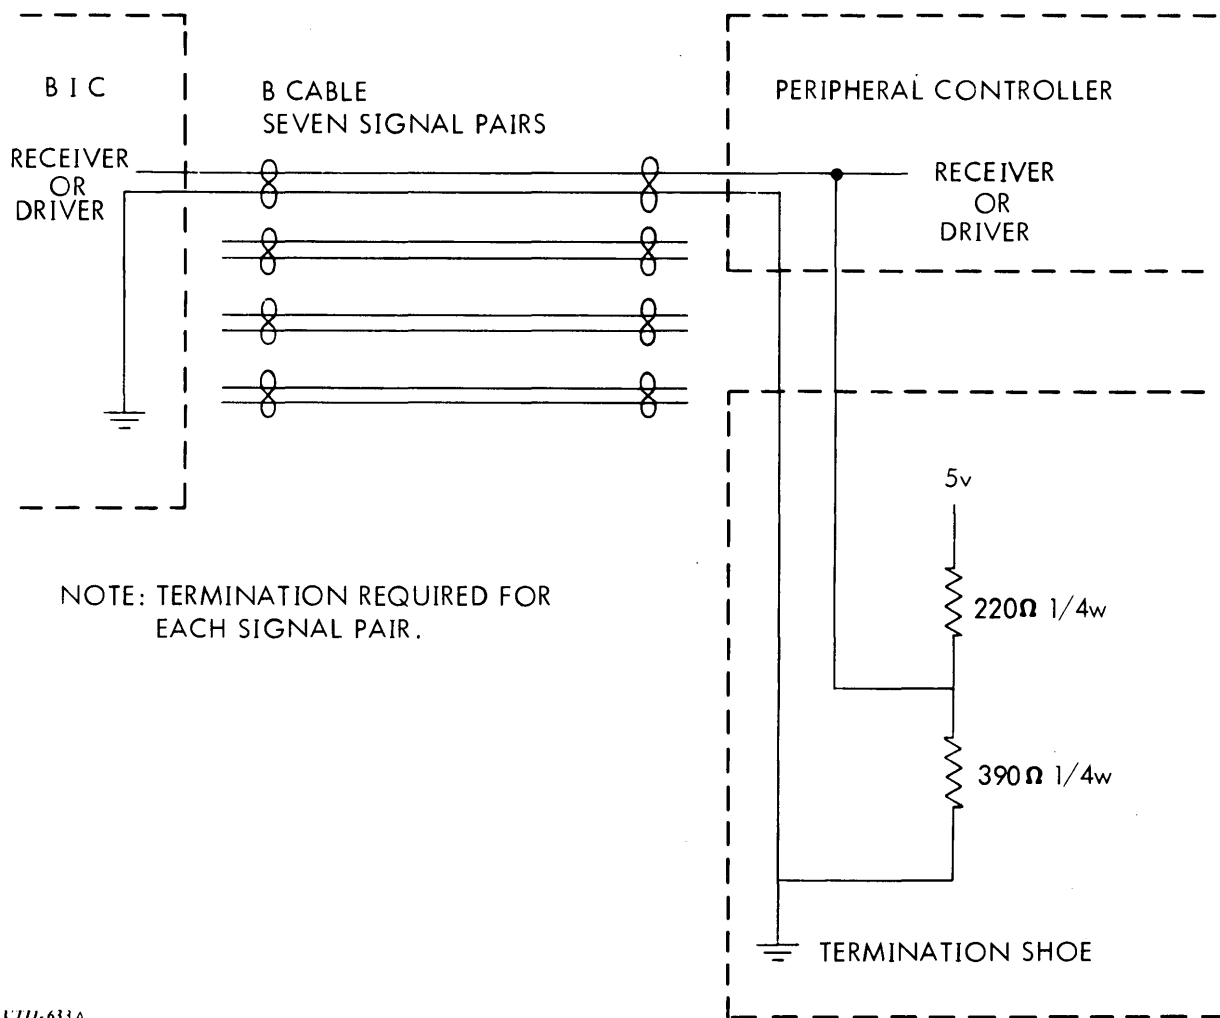 B I C
B CABLE
SEVEN SIGNAL PAIRS
PERIPHERAL CONTROLLER
RECEIVER
OR
DRIVER
RECEIVER
OR
DRIVER
5v
NOTE: TERMINATION REQUIRED FOR
EACH SIGNAL PAIR.
220Ω 1/4w
390Ω 1/4w
TERMINATION SHOE